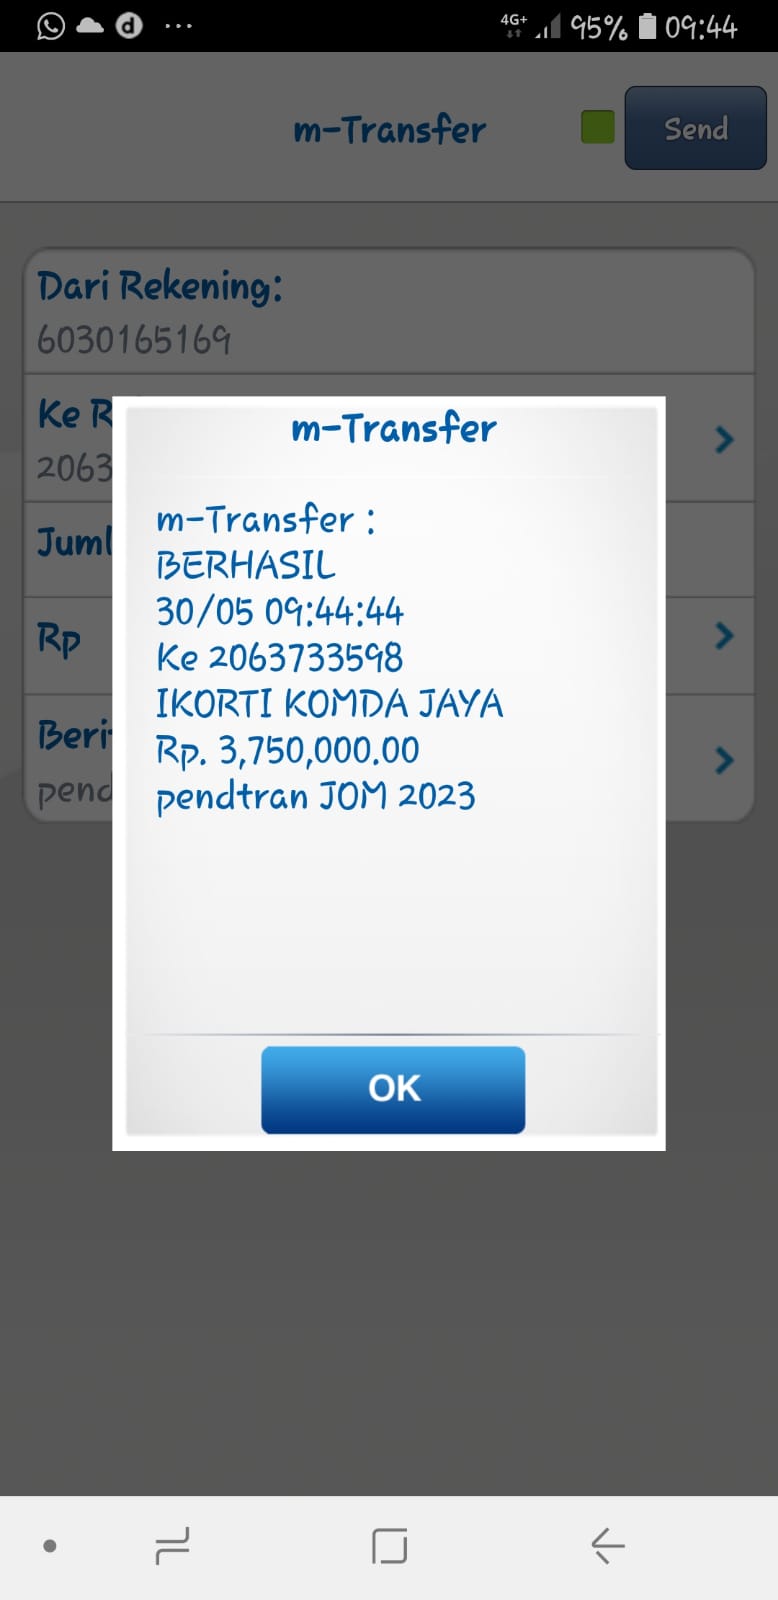 4G+ 95% 09:44
m-Transfer
Send
Dari Rekening:
6030165169
Ke R
2063
Juml
Rp
Beri
pend
m-Transfer
m-Transfer :
BERHASIL
30/05 09:44:44
Ke 2063733598
IKORTI KOMDA JAYA
Rp. 3,750,000.00
pendtran JOM 2023
OK